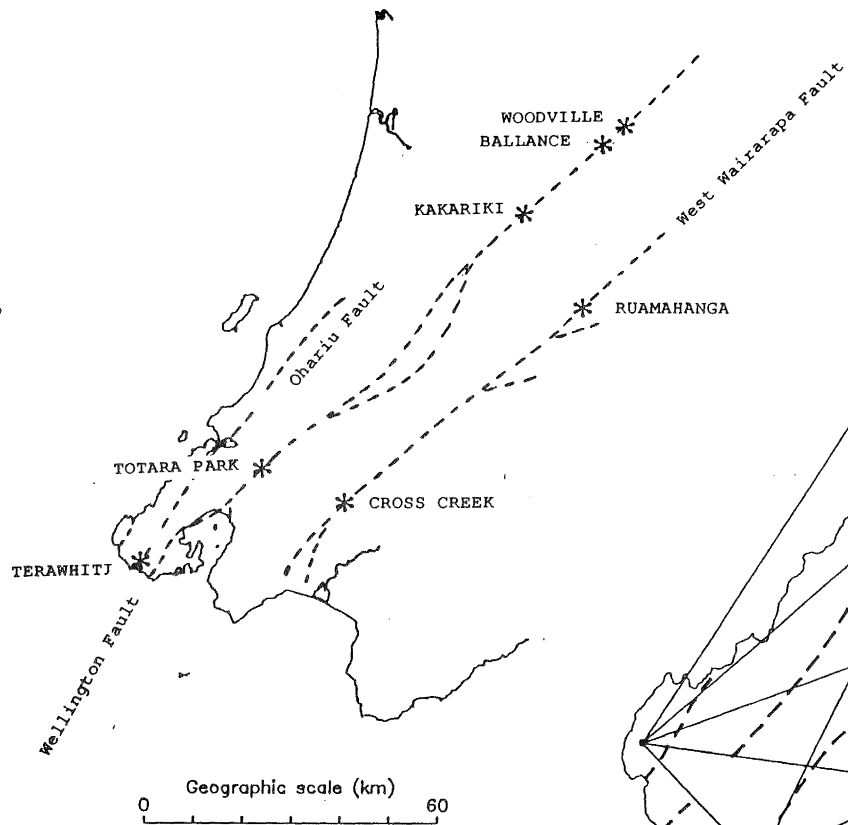 WOODVILLE
BALLANCE
West Wairarapa Fault
KAKARIKI
RUAMAHANGA
Ohariu Fault
TOTARA PARK
CROSS CREEK
TERAWHITJ
Wellington Fault
Geographic scale (km)
0 60